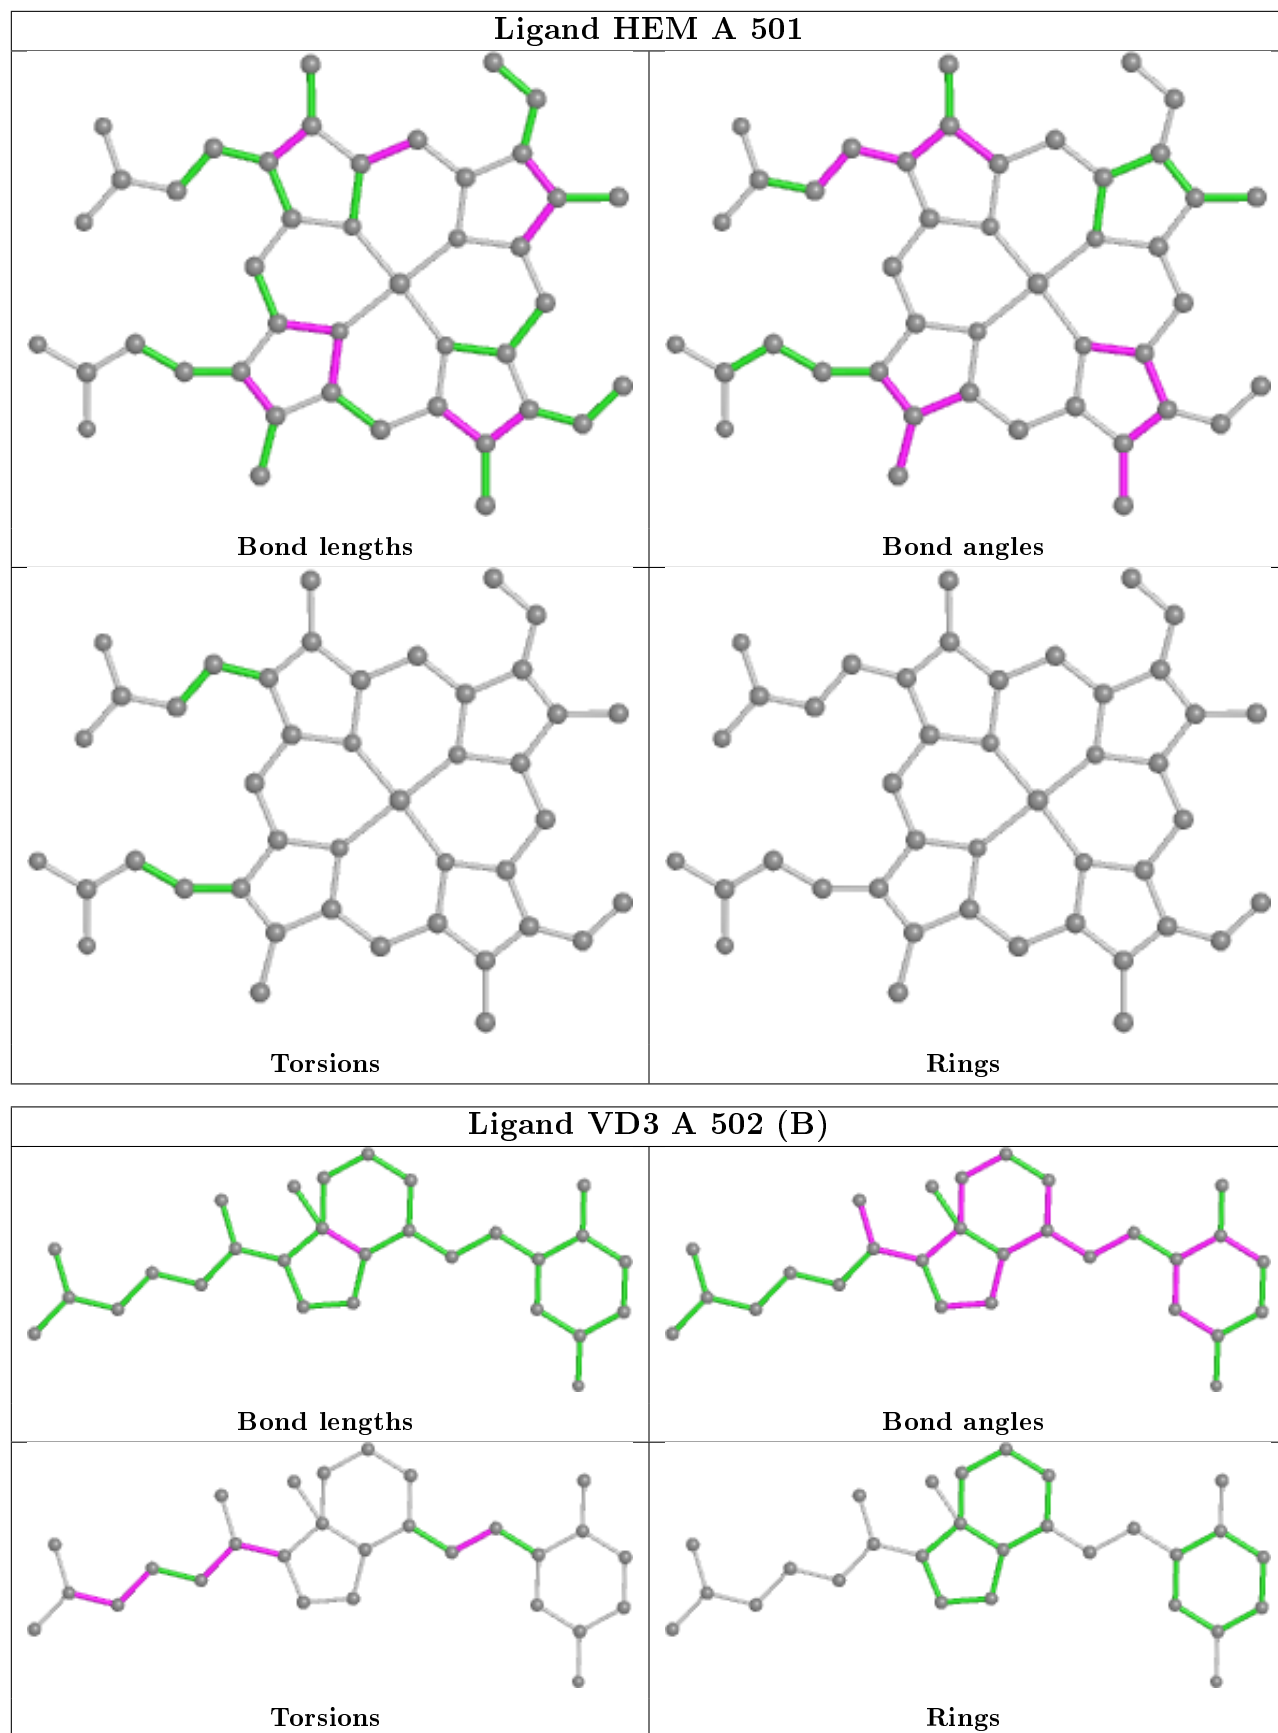 Ligand HEM A 501
Bond lengths
Bond angles
Torsions
Rings
Ligand VD3 A 502 (B)
Bond lengths
Bond angles
Torsions
Rings